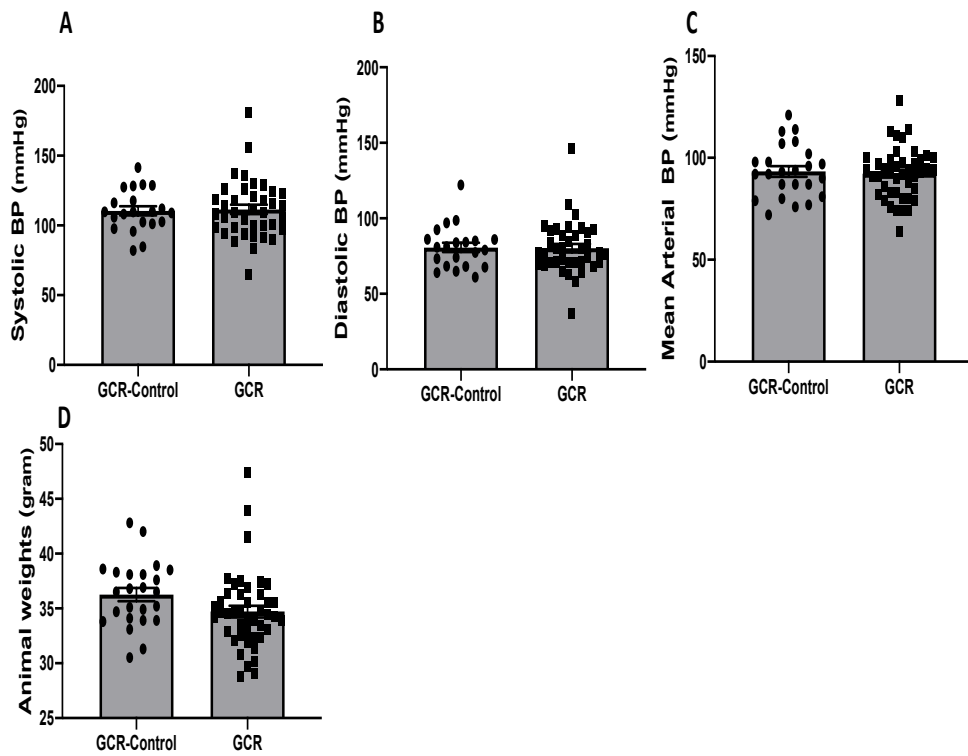 A
Systolic BP (mmHg)
200
150
100
50
0
GCR-Control GCR
B
Diastolic BP (mmHg)
200
150
100
50
0
GCR-Control GCR
C
Mean Arterial BP (mmHg)
150
100
50
0
GCR-Control GCR
D
Animal weights (gram)
50
45
40
35
30
25
GCR-Control GCR